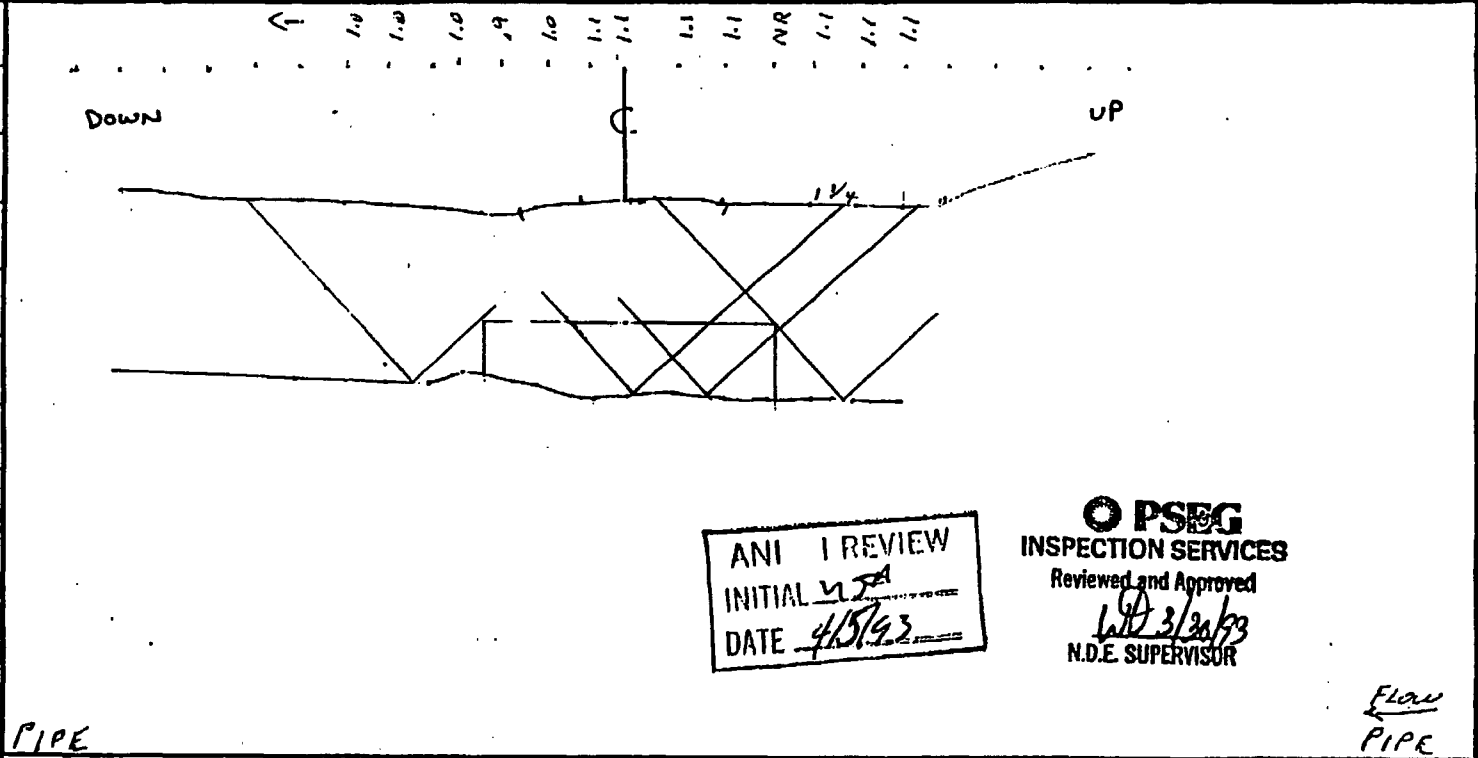 1.0 1.0 1.0 .9 1.0 1.1 1.1 1.1 1.1 NR 1.1 1.1 1.1
DOWN
UP
1 3/4
PSEG
INSPECTION SERVICES
Reviewed and Approved
3/30/93
N.D.E. SUPERVISOR
ANI I REVIEW
INITIAL
DATE 4/5/93
FLOW
PIPE
PIPE